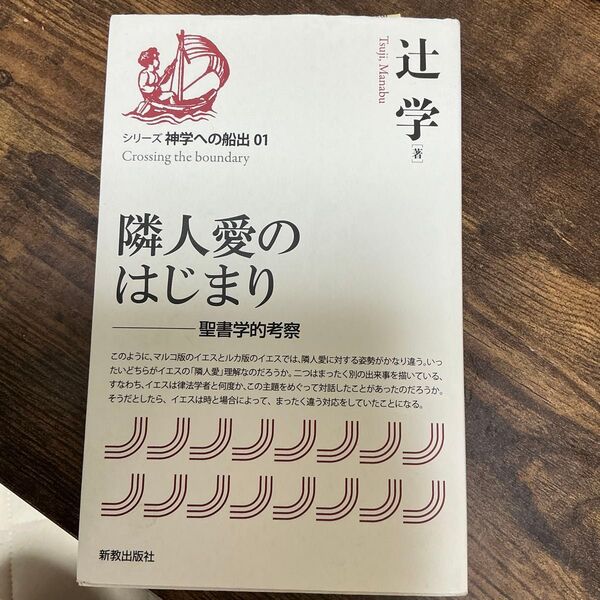 辻 学[著]
Tsuji, Manabu
シリーズ 神学への船出 01
Crossing the boundary
隣人愛の
はじまり
――聖書学的考察
このように、マルコ版のイエスとルカ版のイエスでは、隣人愛に対する姿勢がかなり違う。いっ
たいどちらがイエスの「隣人愛」理解なのだろうか。二つはまったく別の出来事を描いている、
すなわち、イエスは律法学者と何度か、この主題をめぐって対話したことがあったのだろうか。
そうだとしたら、イエスは時と場合によって、まったく違う対応をしていたことになる。
新教出版社